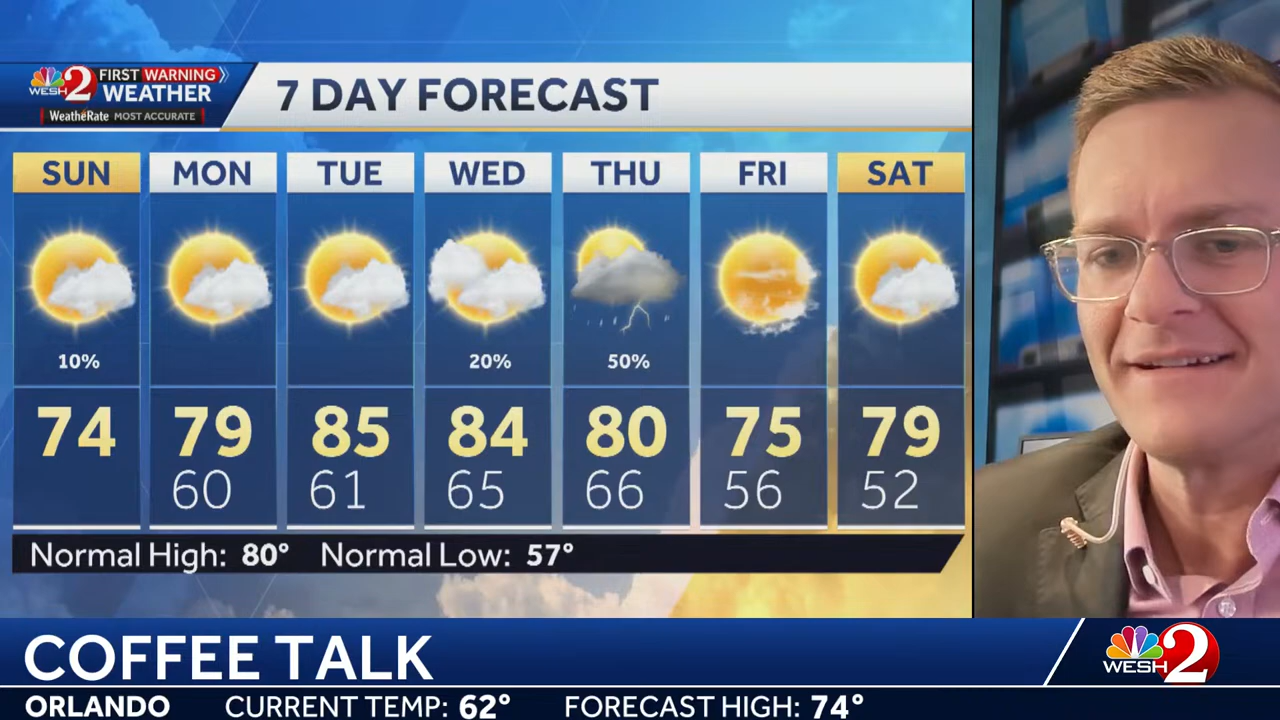 WESH 2 FIRST WARNING WEATHER
WeatheRate MOST ACCURATE
7 DAY FORECAST
SUN MON TUE WED THU FRI SAT
10% 20% 50%
74 79 85 84 80 75 79
60 61 65 66 56 52
Normal High: 80° Normal Low: 57°
COFFEE TALK
WESH 2
ORLANDO CURRENT TEMP: 62° FORECAST HIGH: 74°